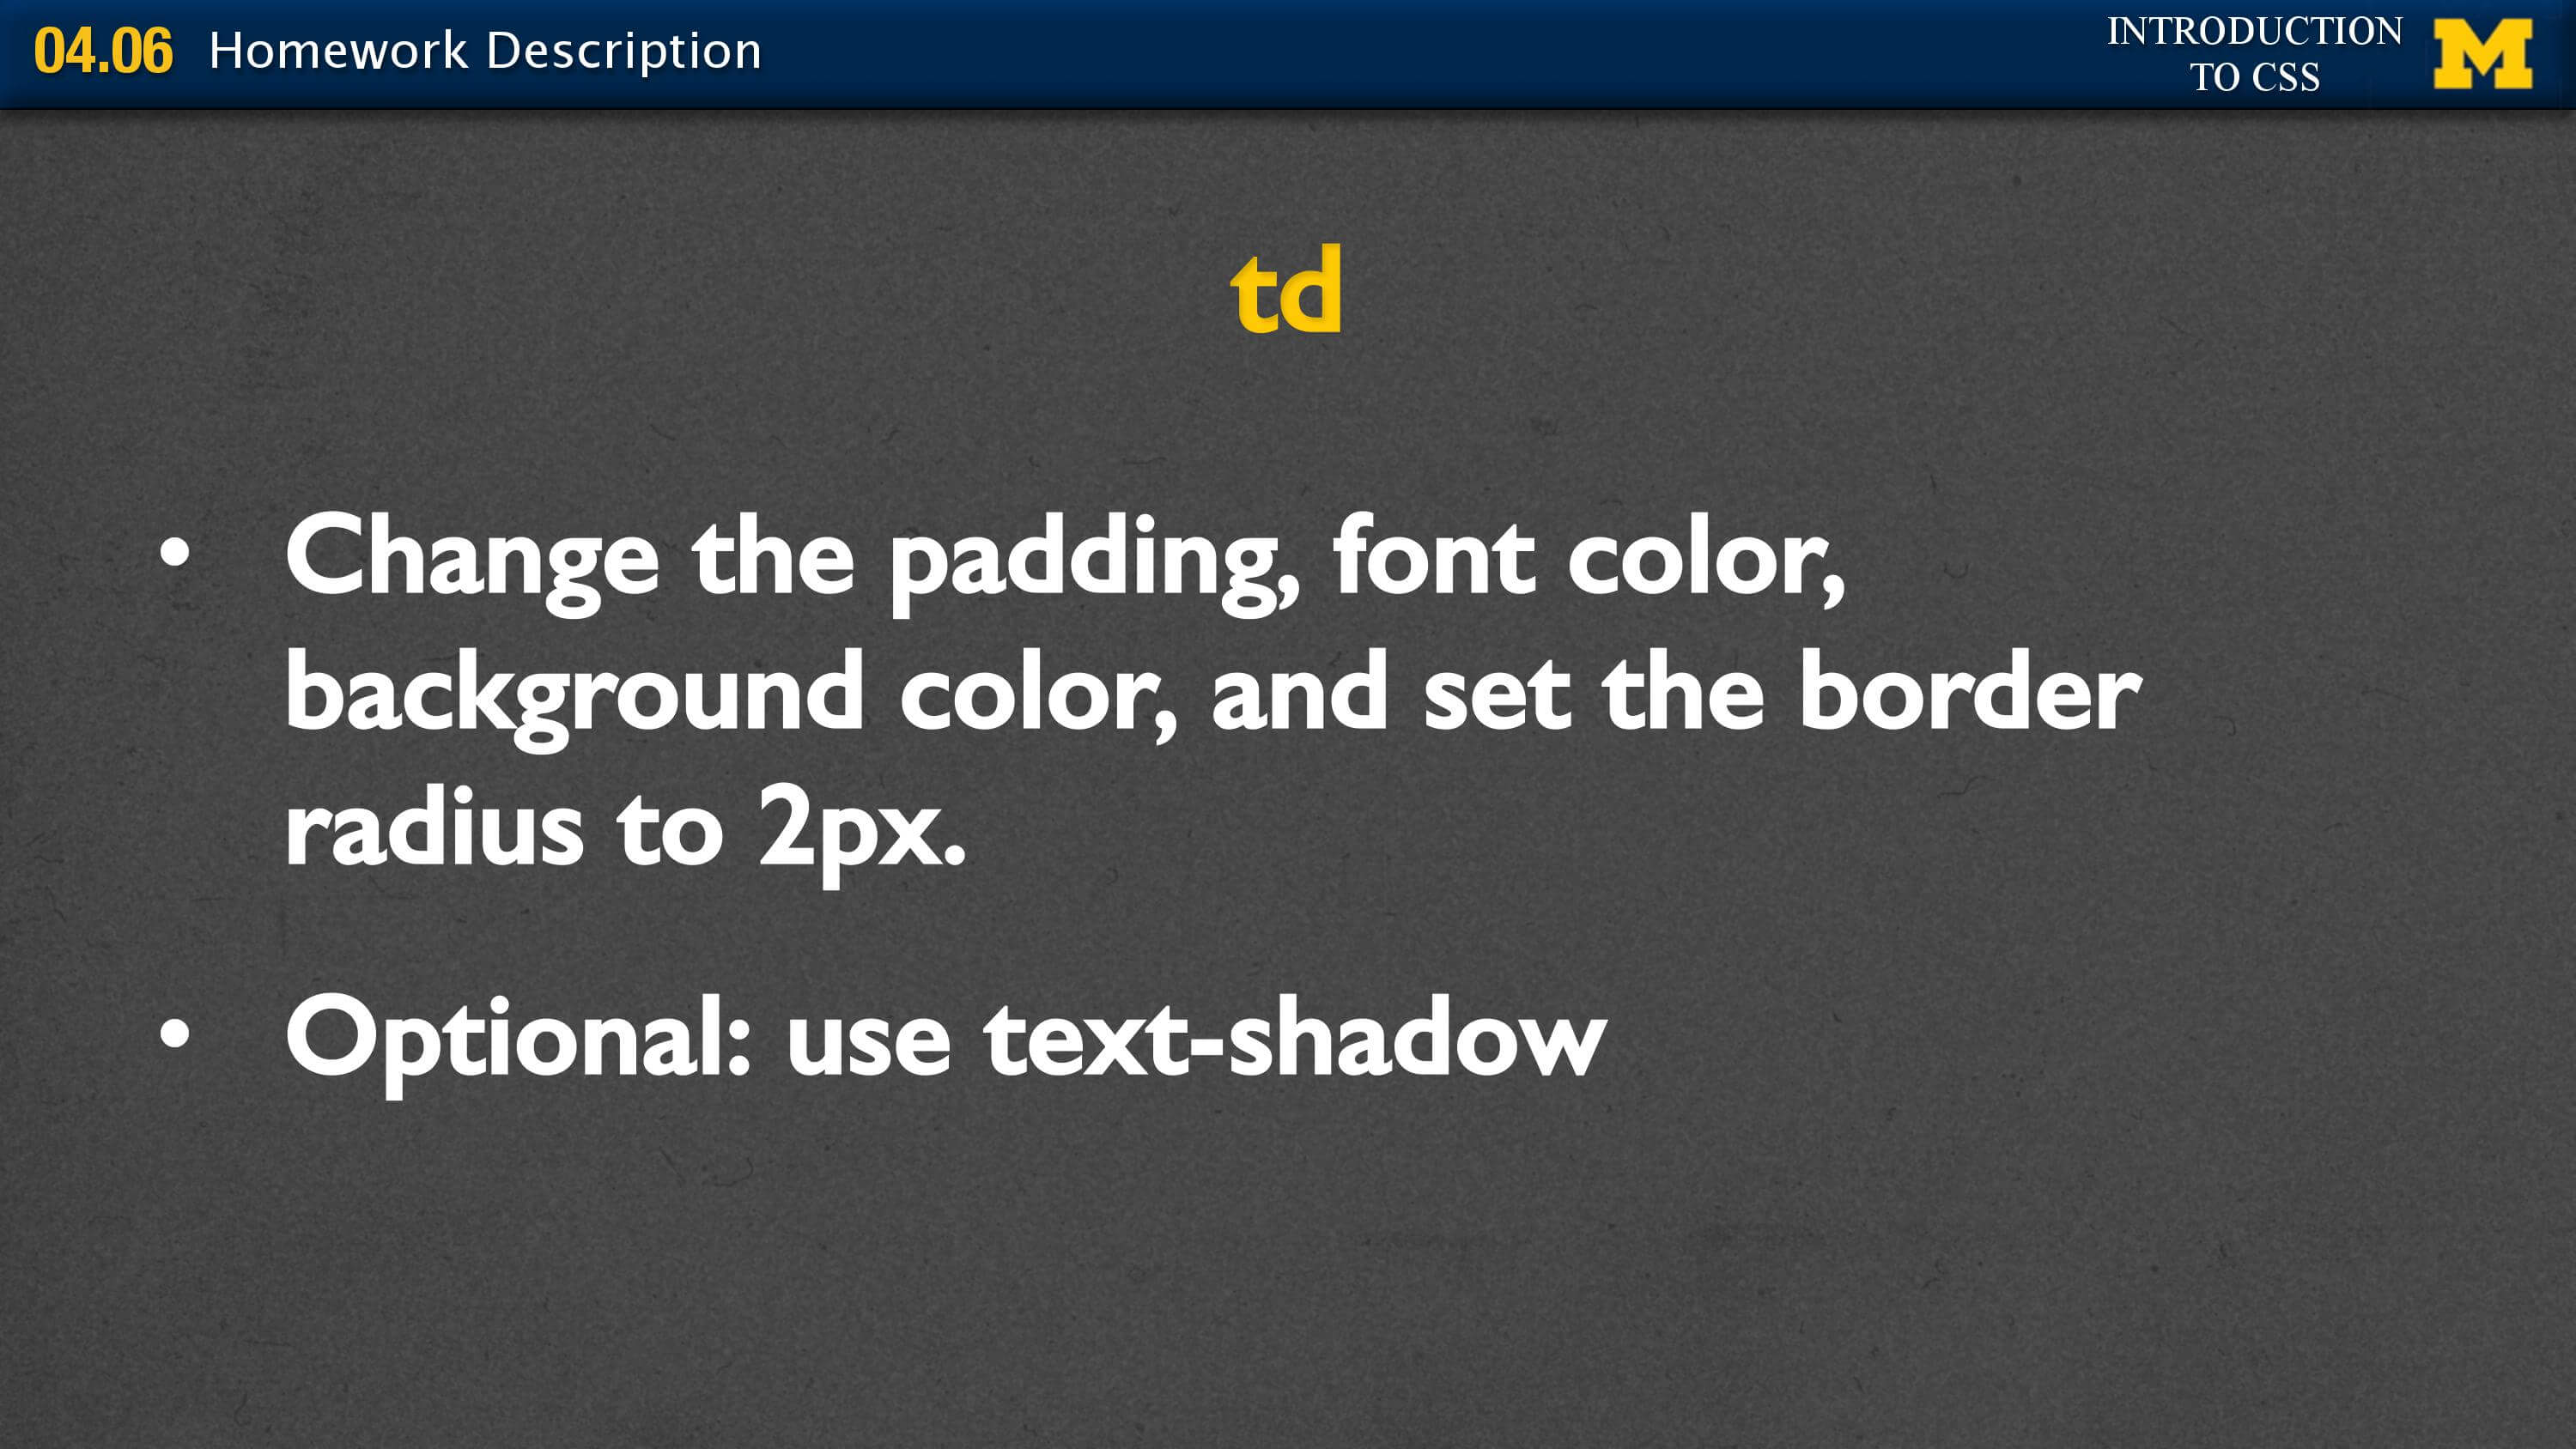 04.06 Homework Description
INTRODUCTION
TO CSS
M
td
• Change the padding, font color,
background color, and set the border
radius to 2px.
• Optional: use text-shadow